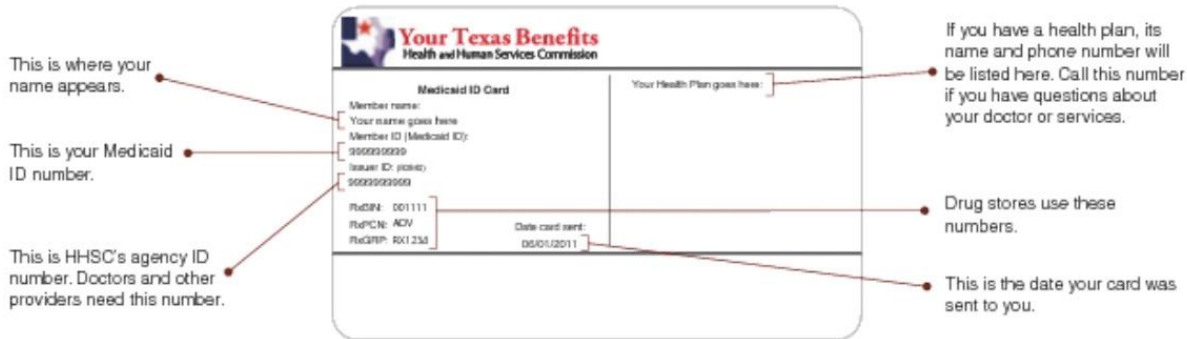 This is where your
name appears.
This is your Medicaid
ID number.
This is HHSC's agency ID
number. Doctors and other
providers need this number.
Your Texas Benefits
Health and Human Services Commission
Medicaid ID Card
Member name:
Your name goes here
Member ID (Medicaid ID):
999999999
Issuer ID:
9999999999
RxBIN: 001111
RxPCN: ADV
RxGRP: RX1234
Date card sent:
06/01/2011
Your Health Plan goes here:
If you have a health plan, its
name and phone number will
be listed here. Call this number
if you have questions about
your doctor or services.
Drug stores use these
numbers.
This is the date your card was
sent to you.